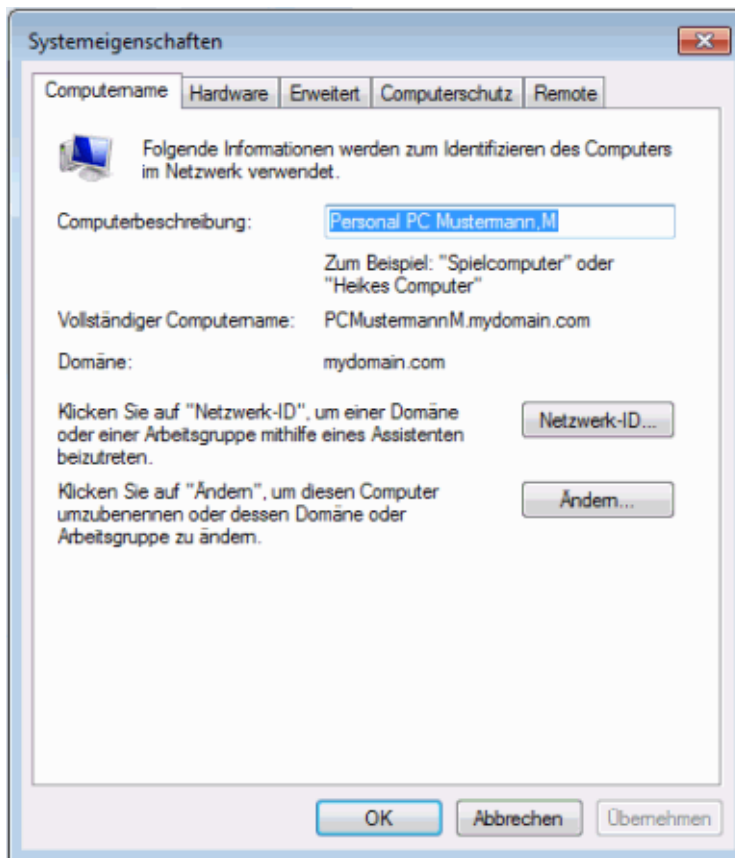 Systemeigenschaften
Computername Hardware Erweitert Computerschutz Remote
Folgende Informationen werden zum Identifizieren des Computers
im Netzwerk verwendet.
Computerbeschreibung: Personal PC Mustermann,M
Zum Beispiel: "Spielcomputer" oder
"Heikes Computer"
Vollständiger Computername: PCMustermannM.mydomain.com
Domäne: mydomain.com
Klicken Sie auf "Netzwerk-ID", um einer Domäne
oder einer Arbeitsgruppe mithilfe eines Assistenten
beizutreten.
Netzwerk-ID...
Klicken Sie auf "Ändern", um diesen Computer
umzubenennen oder dessen Domäne oder
Arbeitsgruppe zu ändern.
Ändern...
OK Abbrechen Übernehmen